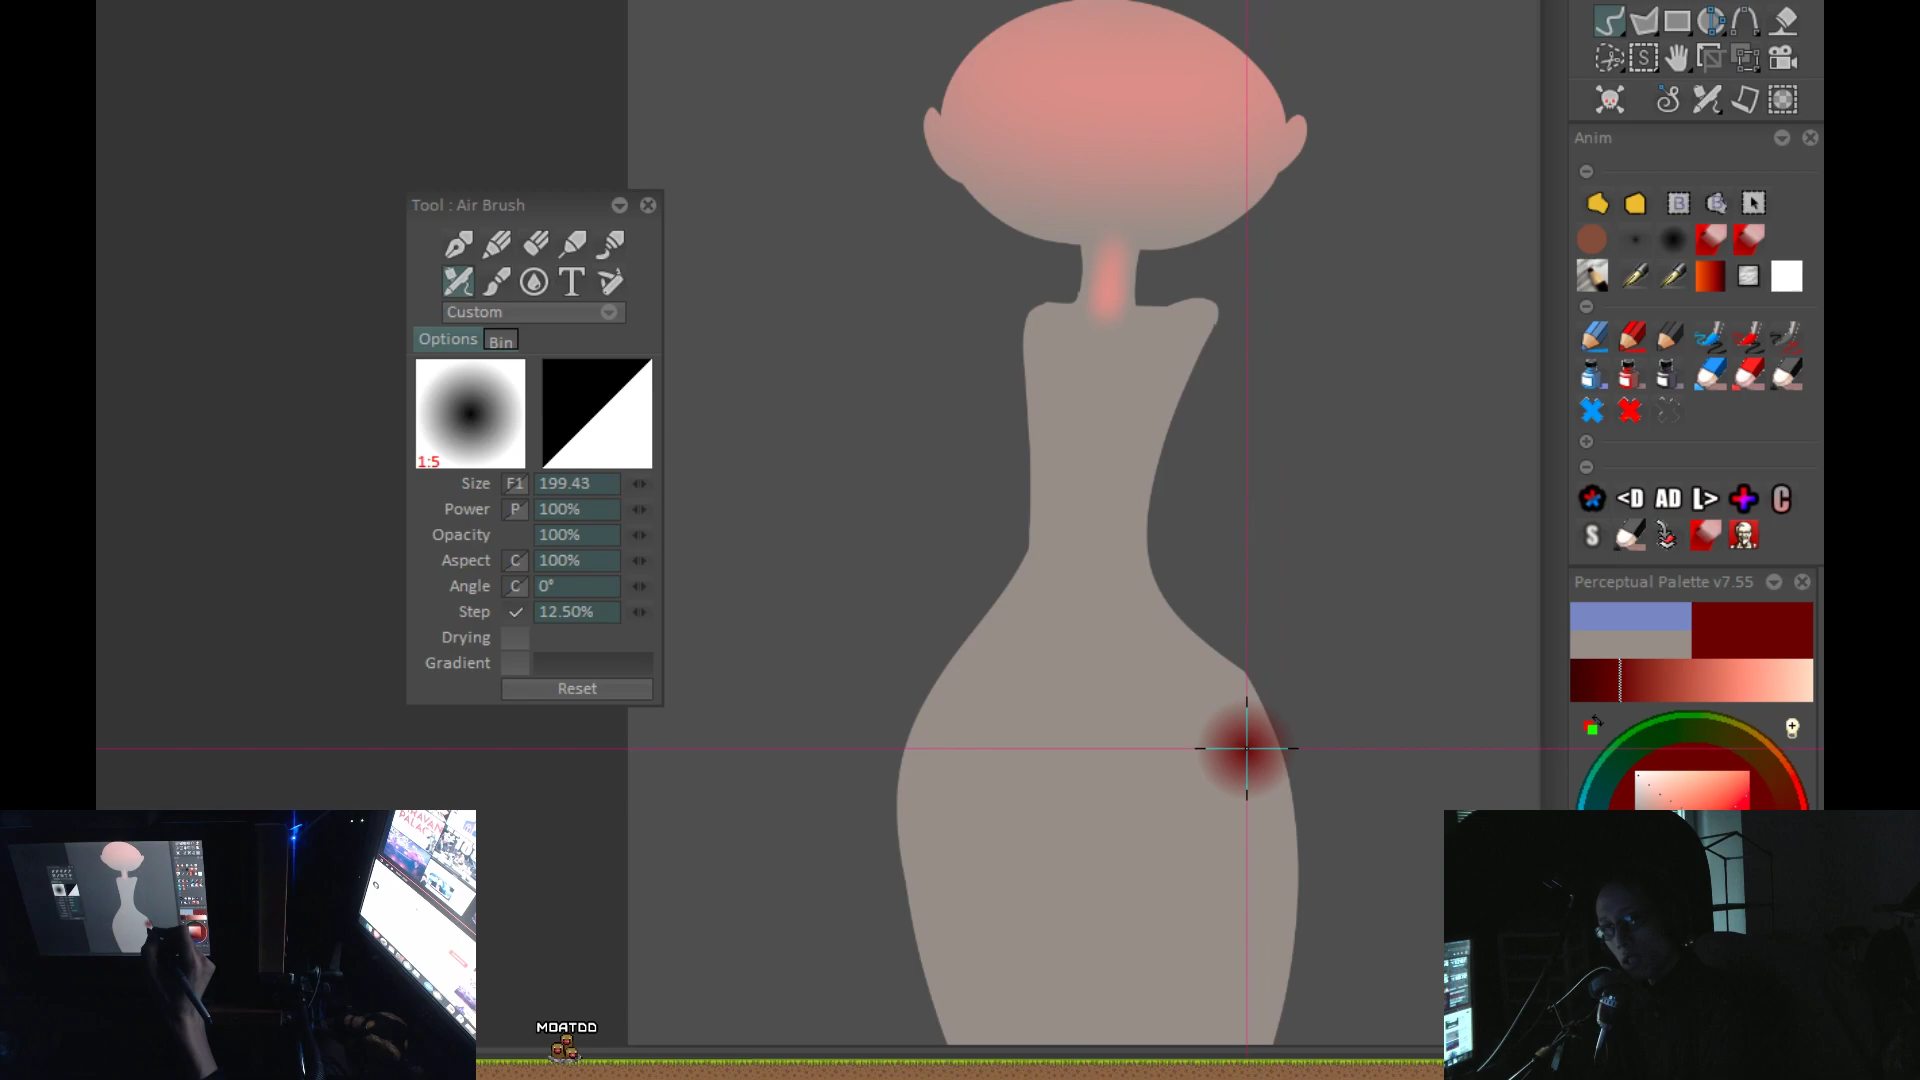 Anim
Tool : Air Brush
Custom
Options Bin
1:5
Size F1 199.43
Power P 100%
Opacity 100%
Aspect C 100%
Angle C 0°
Step 12.50%
Drying
Gradient
Reset
S
B
T
<D AD L> C
S
Perceptual Palette v7.55
MOATDD